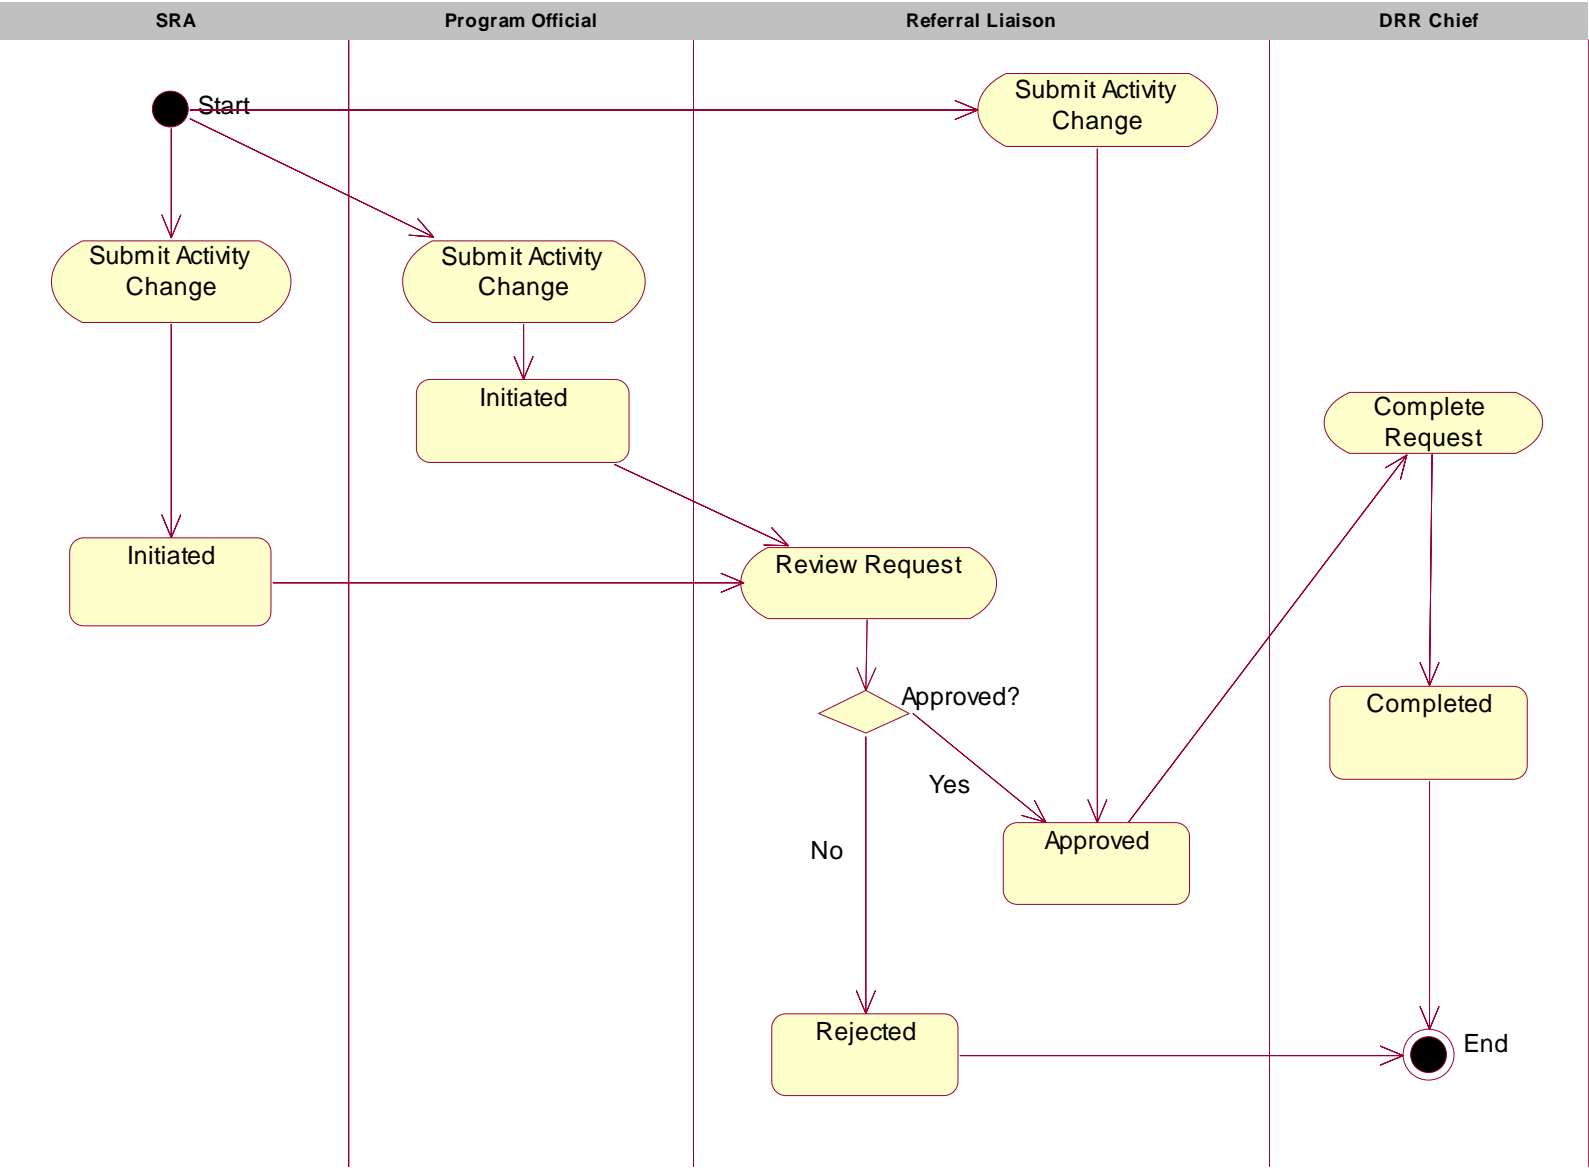 SRA
Program Official
Referral Liaison
DRR Chief
Start
Submit Activity
Change
Submit Activity
Change
Submit Activity
Change
Initiated
Complete
Request
Initiated
Review Request
Approved?
Completed
Yes
No
Approved
Rejected
End